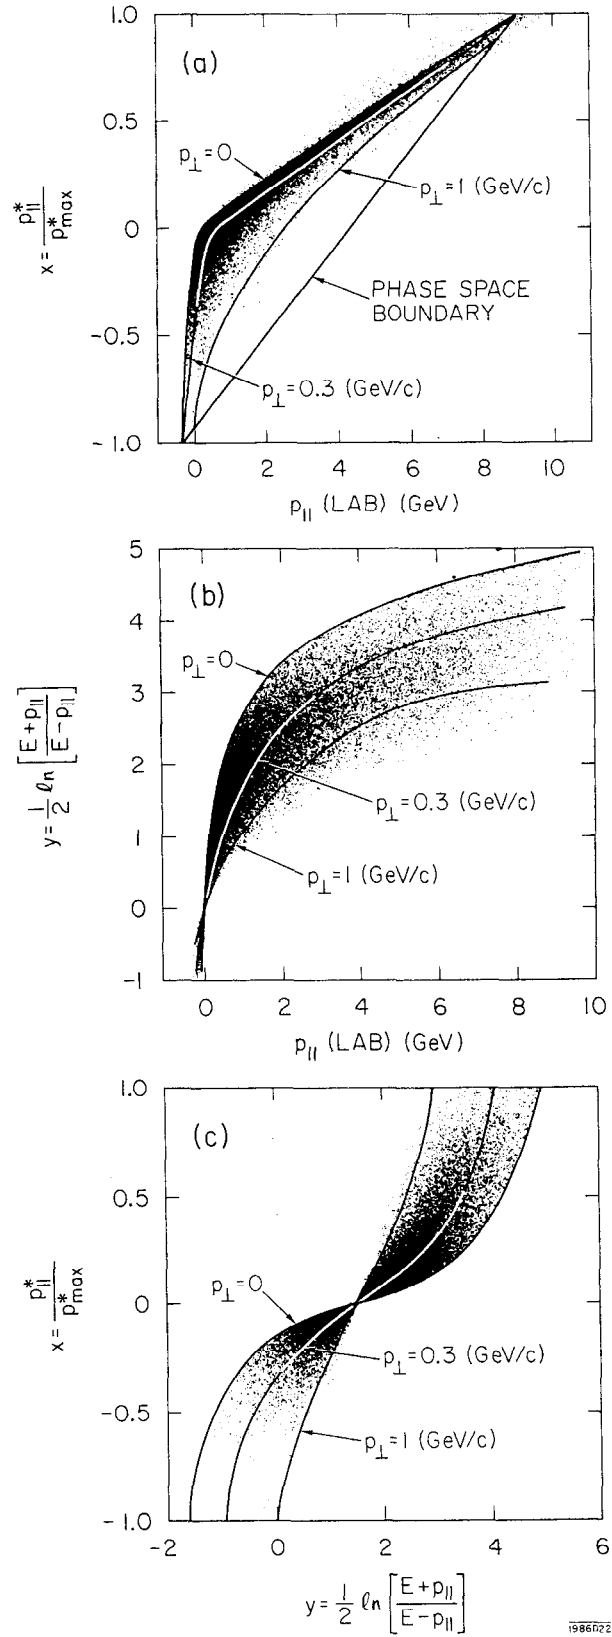 (a)
1.0
0.5
0
-0.5
-1.0
x = p*∥ / p*max
p⊥=0
p⊥=1 (GeV/c)
PHASE SPACE
BOUNDARY
p⊥=0.3 (GeV/c)
0 2 4 6 8 10
p∥ (LAB) (GeV)
(b)
5
4
3
2
1
0
-1
y = 1/2 ℓn [E+p∥ / E-p∥]
p⊥=0
p⊥=0.3 (GeV/c)
p⊥=1 (GeV/c)
0 2 4 6 8 10
p∥ (LAB) (GeV)
(c)
1.0
0.5
0
-0.5
-1.0
x = p*∥ / p*max
p⊥=0
p⊥=0.3 (GeV/c)
p⊥=1 (GeV/c)
-2 0 2 4 6
y = 1/2 ℓn [E+p∥ / E-p∥]